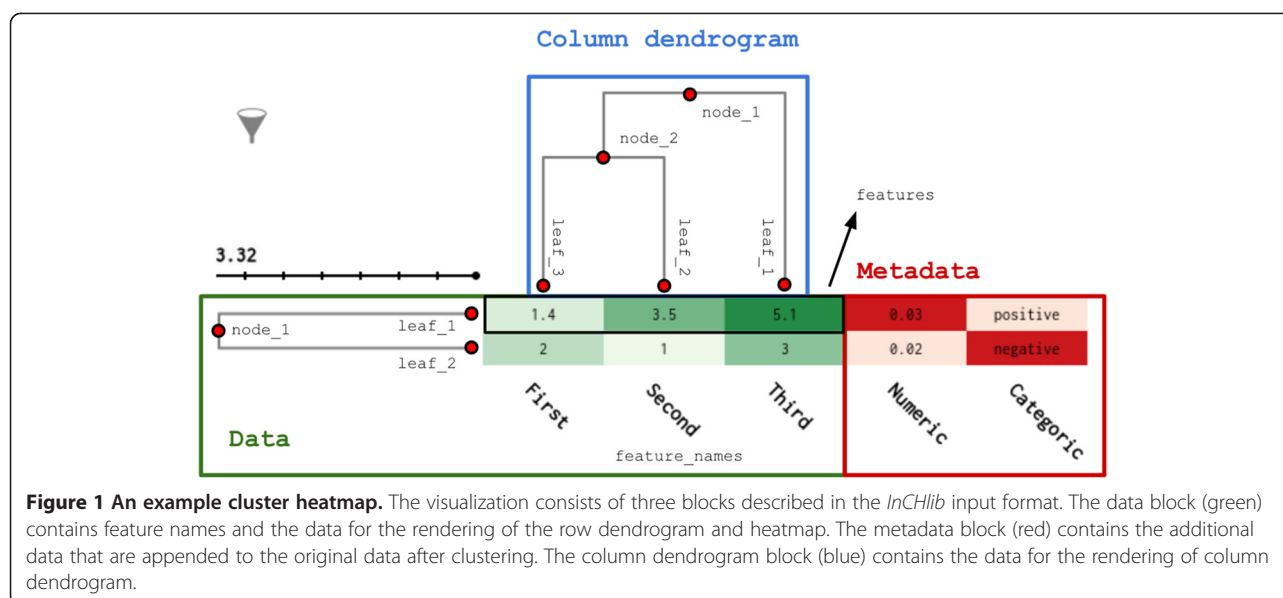 Column dendrogram
node_1
node_2
leaf_3
leaf_2
leaf_1
features
3.32
Metadata
node_1
leaf_1
1.4 3.5 5.1 0.03 positive
leaf_2
2 1 3 0.02 negative
First Second Third Numeric Categoric
Data
feature_names
Figure 1 An example cluster heatmap. The visualization consists of three blocks described in the InCHlib input format. The data block (green)
contains feature names and the data for the rendering of the row dendrogram and heatmap. The metadata block (red) contains the additional
data that are appended to the original data after clustering. The column dendrogram block (blue) contains the data for the rendering of column
dendrogram.